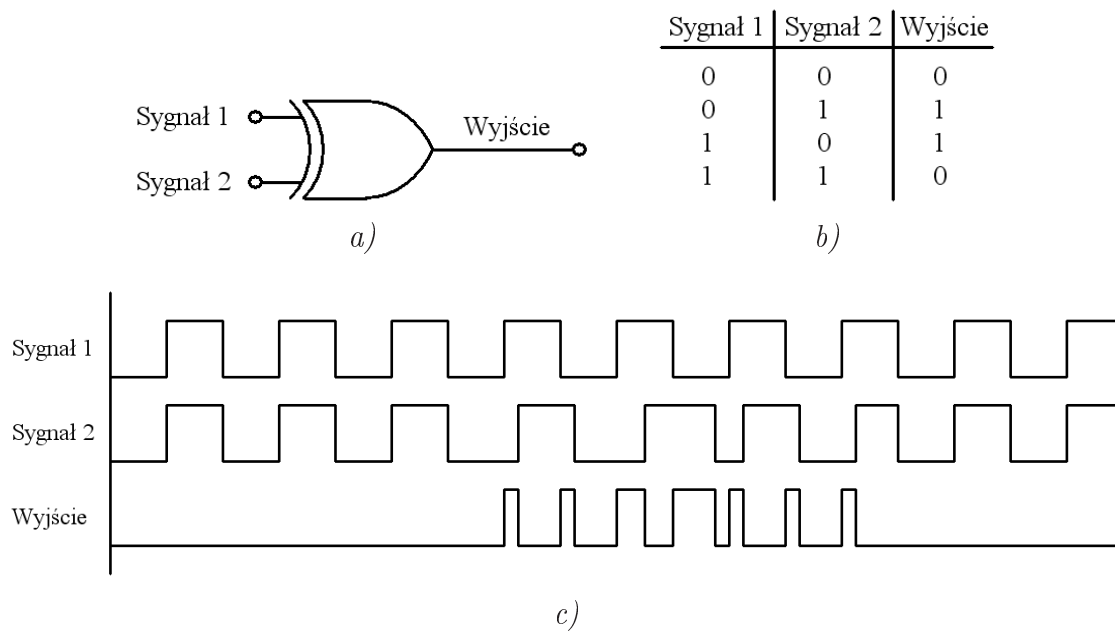 Sygnał 1
Sygnał 2
Wyjście
a)
Sygnał 1 Sygnał 2 Wyjście
0 0 0
0 1 1
1 0 1
1 1 0
b)
Sygnał 1
Sygnał 2
Wyjście
c)